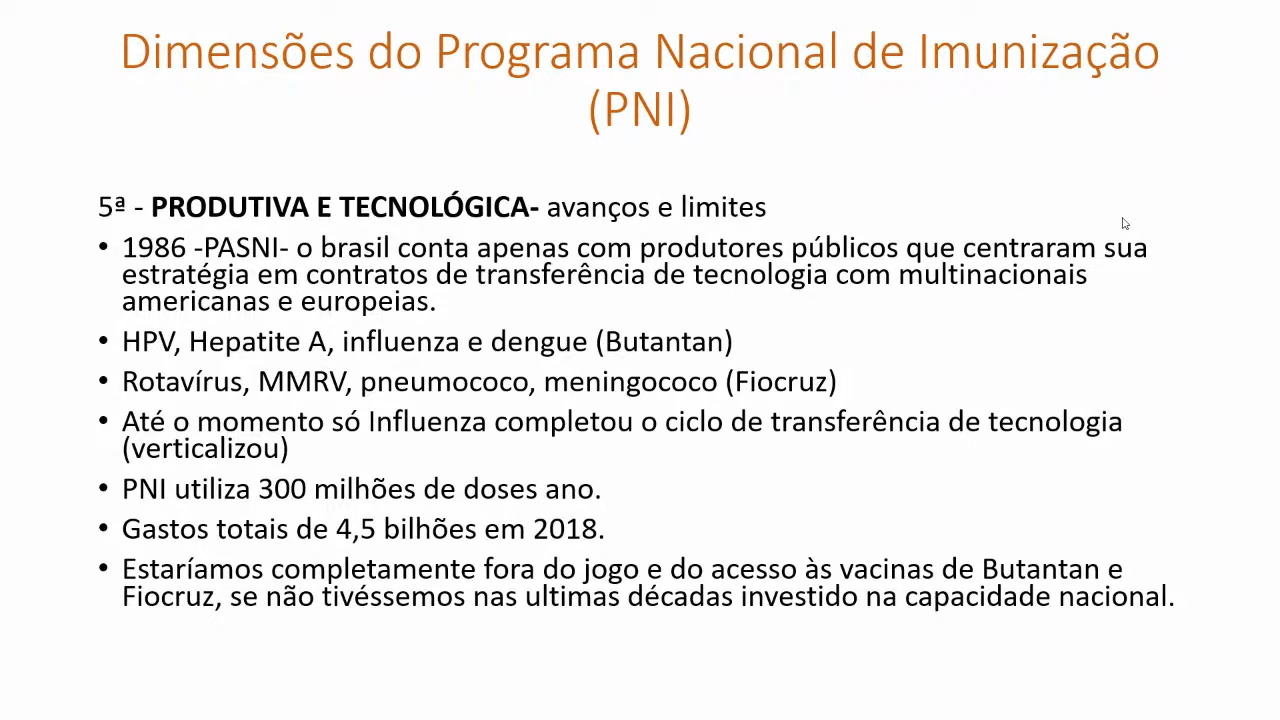 Dimensões do Programa Nacional de Imunização
(PNI)
5ª - PRODUTIVA E TECNOLÓGICA- avanços e limites
• 1986 -PASNI- o brasil conta apenas com produtores públicos que centraram sua
estratégia em contratos de transferência de tecnologia com multinacionais
americanas e europeias.
• HPV, Hepatite A, influenza e dengue (Butantan)
• Rotavírus, MMRV, pneumococo, meningococo (Fiocruz)
• Até o momento só Influenza completou o ciclo de transferência de tecnologia
(verticalizou)
• PNI utiliza 300 milhões de doses ano.
• Gastos totais de 4,5 bilhões em 2018.
• Estaríamos completamente fora do jogo e do acesso às vacinas de Butantan e
Fiocruz, se não tivéssemos nas ultimas décadas investido na capacidade nacional.